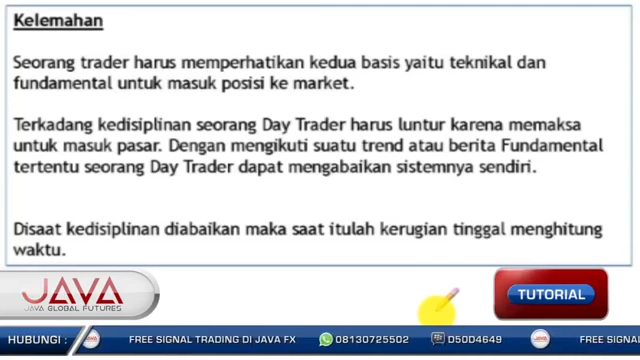 Kelemahan
Seorang trader harus memperhatikan kedua basis yaitu teknikal dan
fundamental untuk masuk posisi ke market.
Terkadang kedisiplinan seorang Day Trader harus luntur karena memaksa
untuk masuk pasar. Dengan mengikuti suatu trend atau berita Fundamental
tertentu seorang Day Trader dapat mengabaikan sistemnya sendiri.
Disaat kedisiplinan diabaikan maka saat itulah kerugian tinggal menghitung
waktu.
JAVA
JAVA GLOBAL FUTURES
TUTORIAL
HUBUNGI : FREE SIGNAL TRADING DI JAVA FX 08130725502 D50D4649 FREE SIGNA